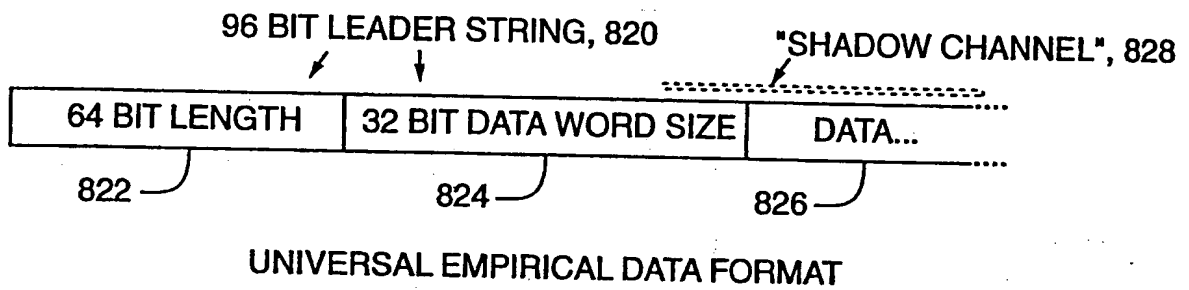 96 BIT LEADER STRING, 820
"SHADOW CHANNEL", 828
64 BIT LENGTH
32 BIT DATA WORD SIZE
DATA...
822
824
826
UNIVERSAL EMPIRICAL DATA FORMAT